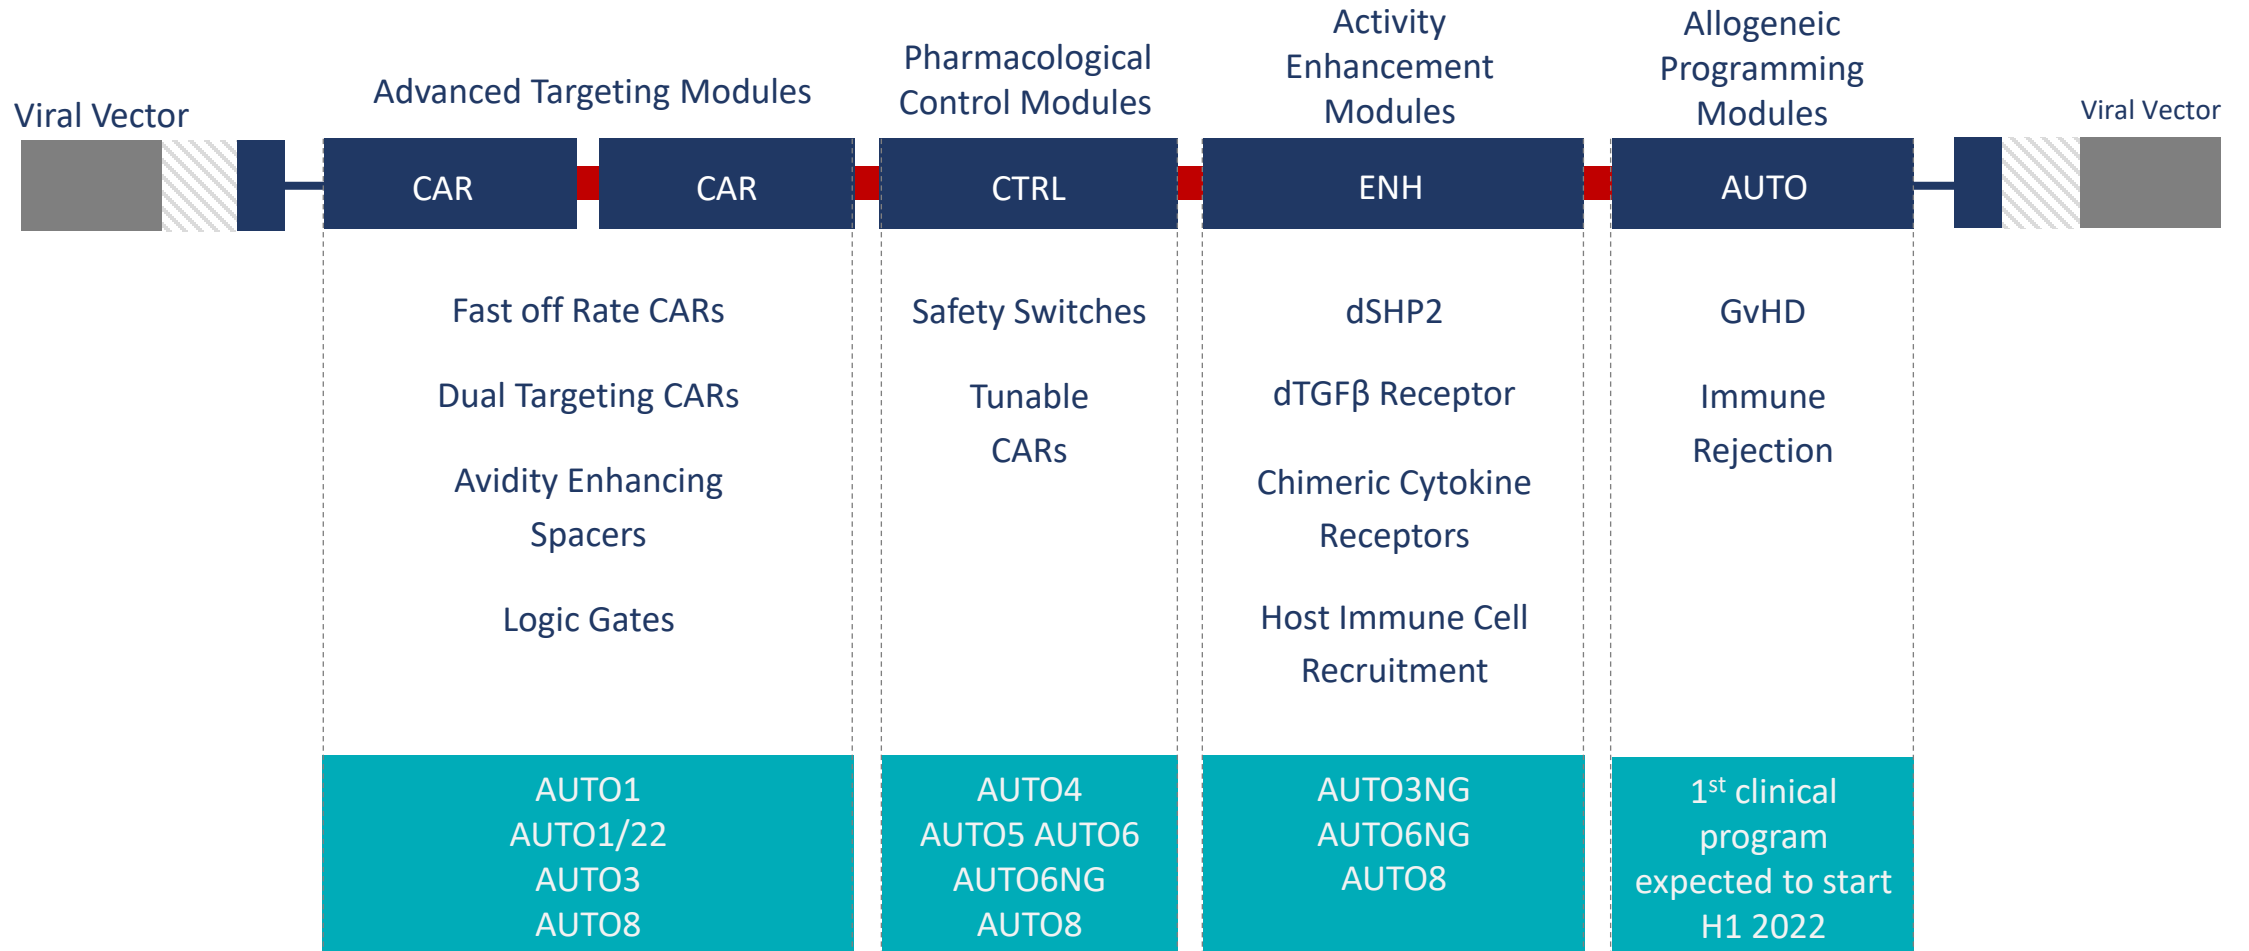 Viral Vector
Advanced Targeting Modules
Pharmacological
Control Modules
Activity
Enhancement
Modules
Allogeneic
Programming
Modules
Viral Vector
CAR
CAR
CTRL
ENH
AUTO
Fast off Rate CARs
Dual Targeting CARs
Avidity Enhancing
Spacers
Logic Gates
Safety Switches
Tunable
CARs
dSHP2
dTGFβ Receptor
Chimeric Cytokine
Receptors
Host Immune Cell
Recruitment
GvHD
Immune
Rejection
AUTO1
AUTO1/22
AUTO3
AUTO8
AUTO4
AUTO5 AUTO6
AUTO6NG
AUTO8
AUTO3NG
AUTO6NG
AUTO8
1st clinical
program
expected to start
H1 2022